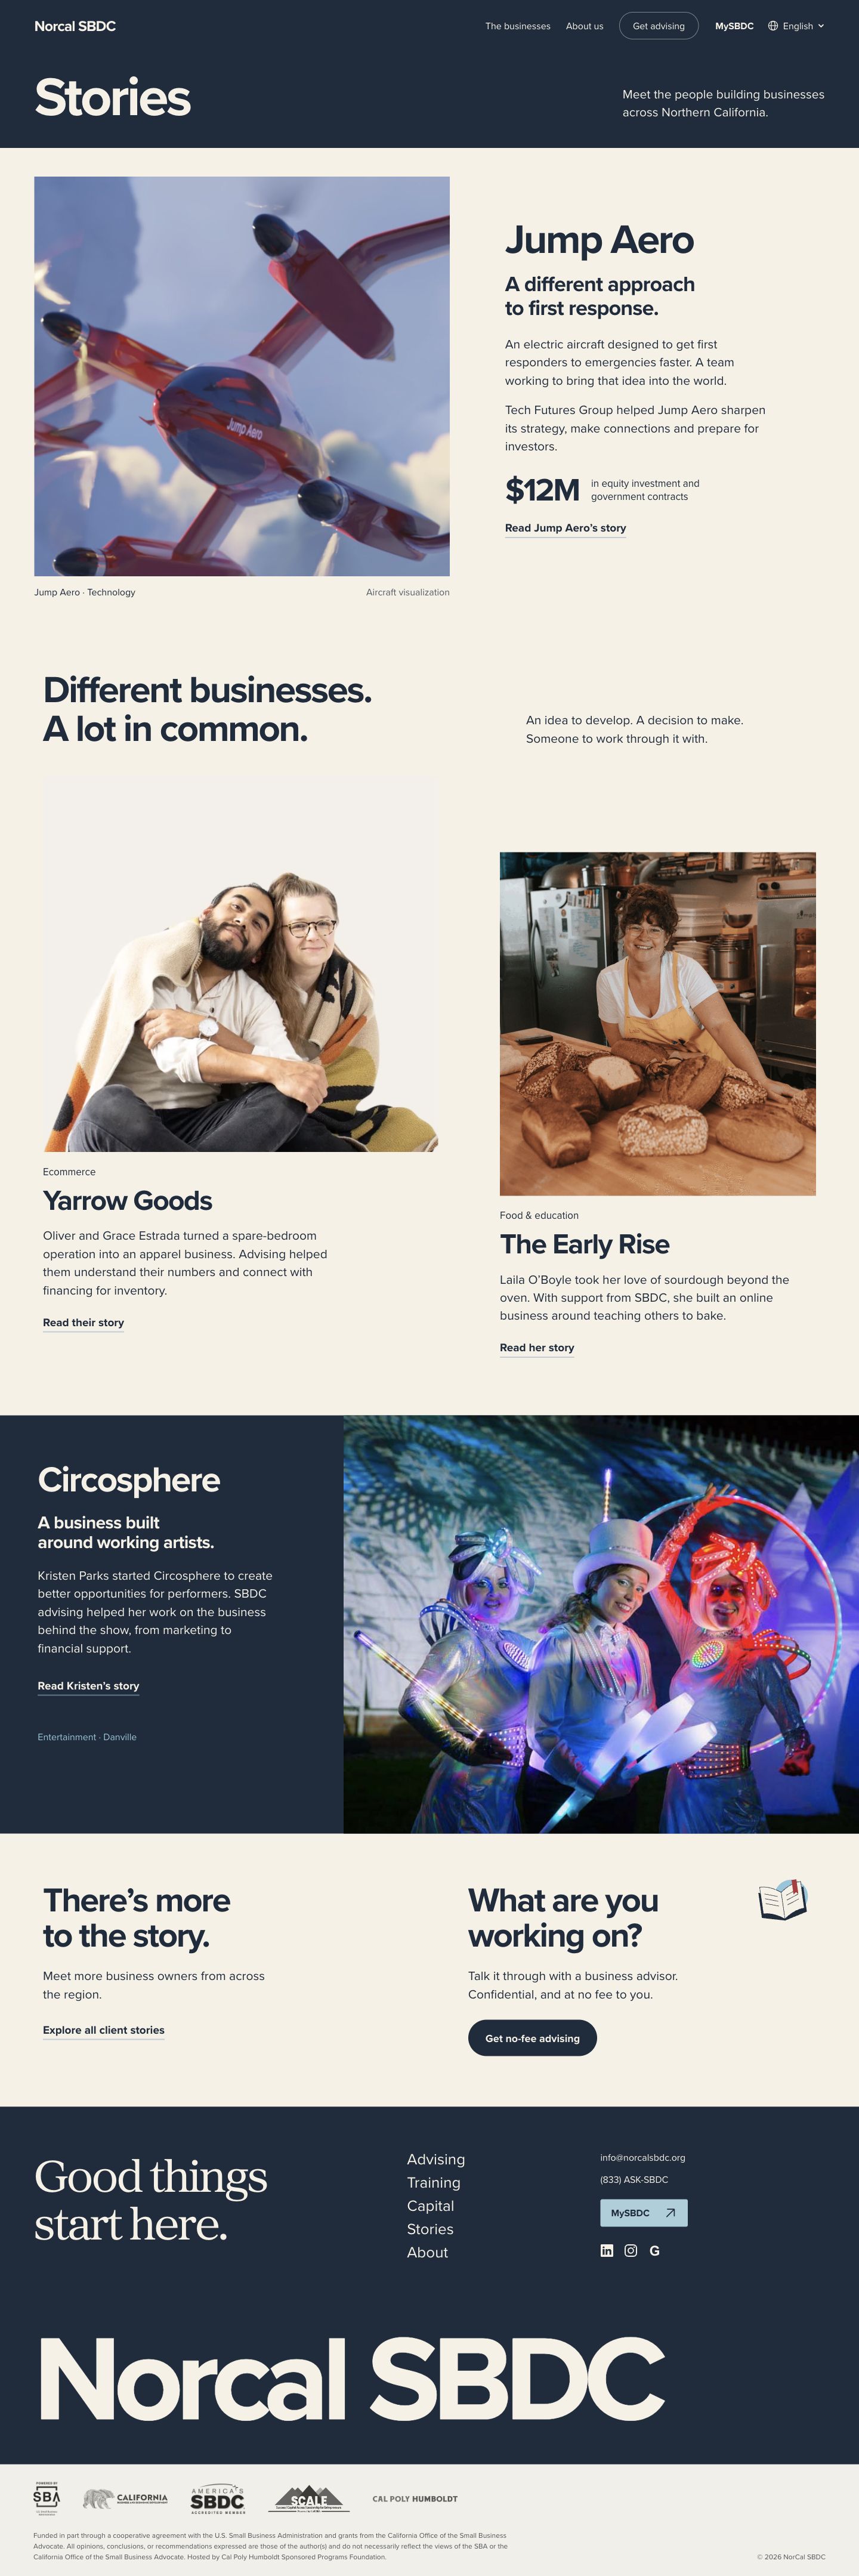 Norcal SBDC
The businesses
About us
Get advising
MySBDC
English
Stories
Meet the people building businesses
across Northern California.
Jump Aero
Jump Aero
A different approach
to first response.
An electric aircraft designed to get first
responders to emergencies faster. A team
working to bring that idea into the world.
Tech Futures Group helped Jump Aero sharpen
its strategy, make connections and prepare for
investors.
$12M
in equity investment and
government contracts
Read Jump Aero’s story
Jump Aero · Technology
Aircraft visualization
Different businesses.
A lot in common.
An idea to develop. A decision to make.
Someone to work through it with.
Ecommerce
Yarrow Goods
Oliver and Grace Estrada turned a spare-bedroom
operation into an apparel business. Advising helped
them understand their numbers and connect with
financing for inventory.
Read their story
Food & education
The Early Rise
Laila O’Boyle took her love of sourdough beyond the
oven. With support from SBDC, she built an online
business around teaching others to bake.
Read her story
Circosphere
A business built
around working artists.
Kristen Parks started Circosphere to create
better opportunities for performers. SBDC
advising helped her work on the business
behind the show, from marketing to
financial support.
Read Kristen’s story
Entertainment · Danville
There’s more
to the story.
Meet more business owners from across
the region.
Explore all client stories
What are you
working on?
Talk it through with a business advisor.
Confidential, and at no fee to you.
Get no-fee advising
Good things
start here.
Advising
Training
Capital
Stories
About
info@norcalsbdc.org
(833) ASK-SBDC
MySBDC
in
G
Norcal SBDC
POWERED BY
SBA
CALIFORNIA
AMERICA'S
SBDC
ACCREDITED MEMBER
SCALE
CAL POLY HUMBOLDT
Funded in part through a cooperative agreement with the U.S. Small Business Administration and grants from the California Office of the Small Business
Advocate. All opinions, conclusions, or recommendations expressed are those of the author(s) and do not necessarily reflect the views of the SBA or the
California Office of the Small Business Advocate. Hosted by Cal Poly Humboldt Sponsored Programs Foundation.
© 2026 NorCal SBDC